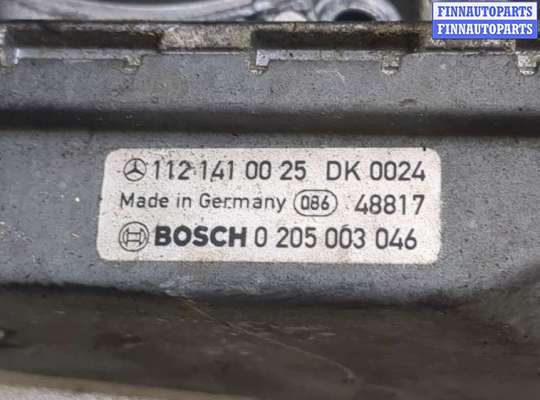 FINNAUTOPARTS
FINNAUTOPARTS
112 141 00 25 DK 0024
Made in Germany 086 48817
BOSCH 0 205 003 046